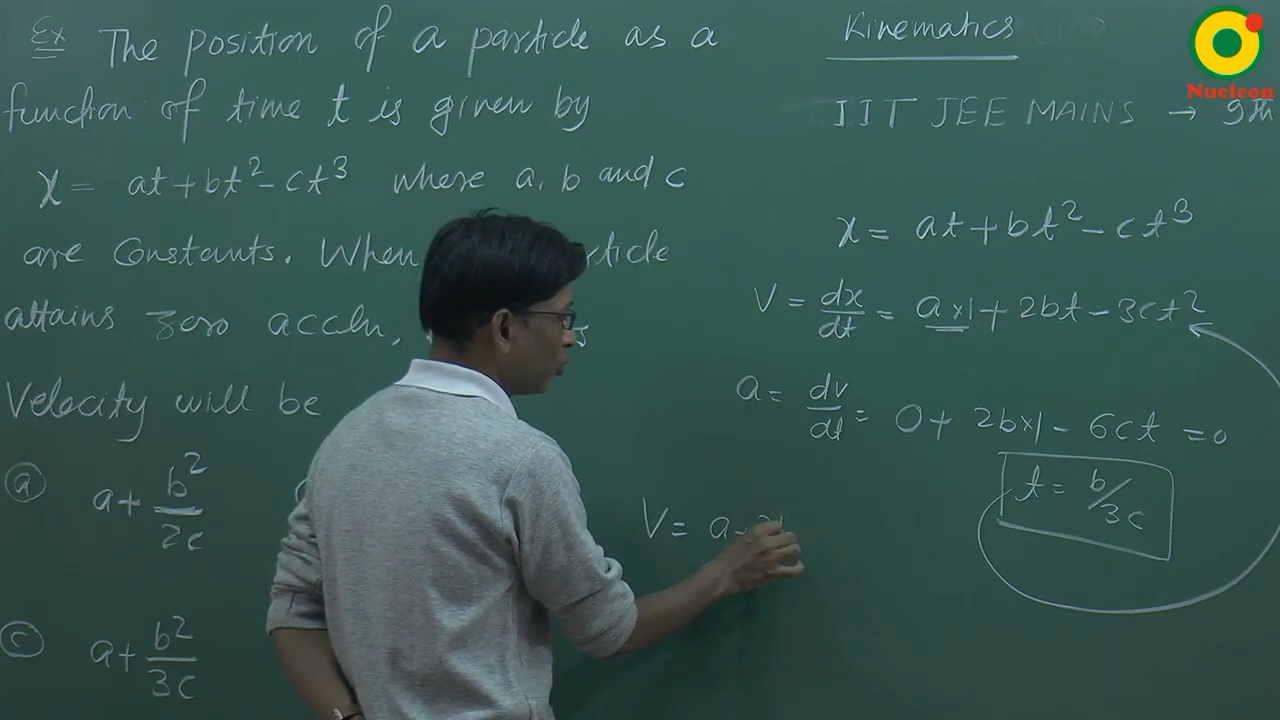 Ex The position of a particle as a
function of time t is given by
x = at + bt² - ct³ where a, b and c
are Constants. When
attains zero accln,
Velocity will be
(a) a + b²/2c
(c) a + b²/3c
Kinematics
IIT JEE MAINS → 9th
x = at + bt² - ct³
V = dx/dt = a×1 + 2bt - 3ct²
a = dv/dt = 0 + 2b×1 - 6ct = 0
t = b/3c
V = a
Nucleon